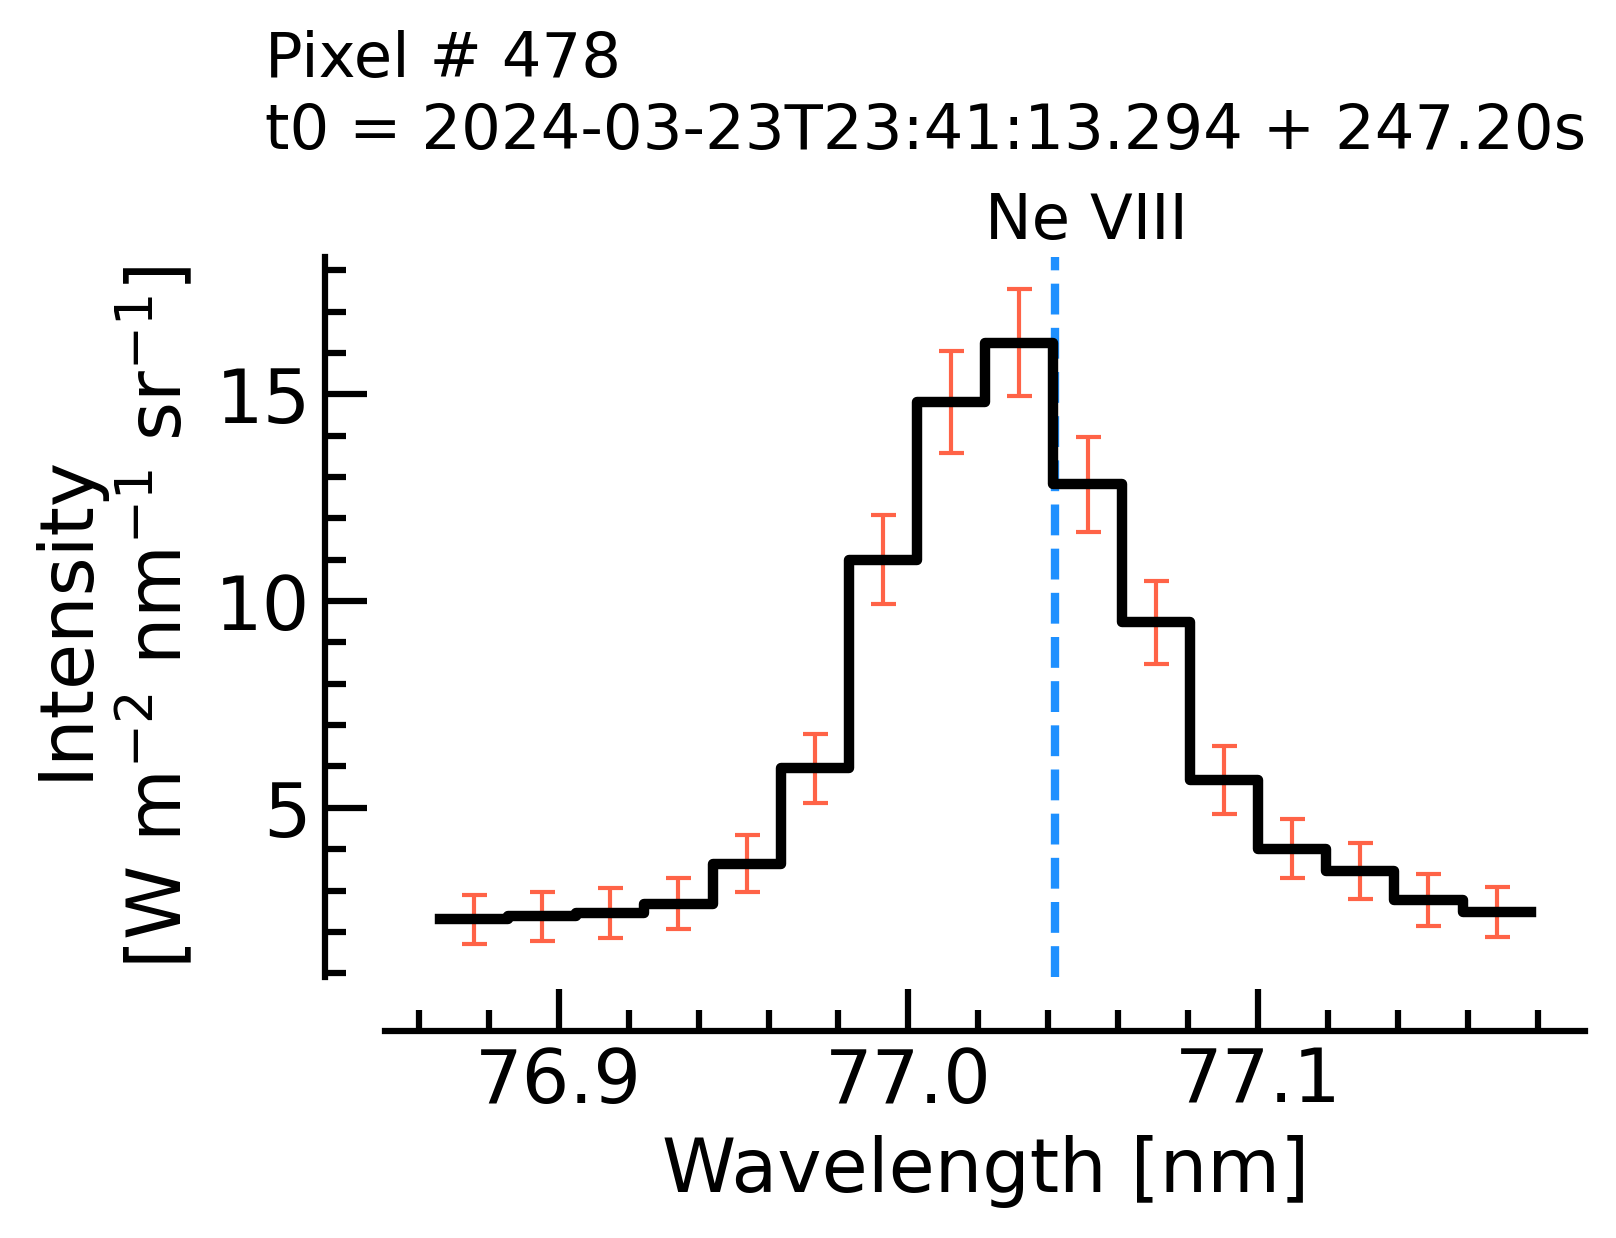 Pixel # 478
t0 = 2024-03-23T23:41:13.294 + 247.20s
Ne VIII
Intensity
[W m⁻² nm⁻¹ sr⁻¹]
15
10
5
76.9 77.0 77.1
Wavelength [nm]